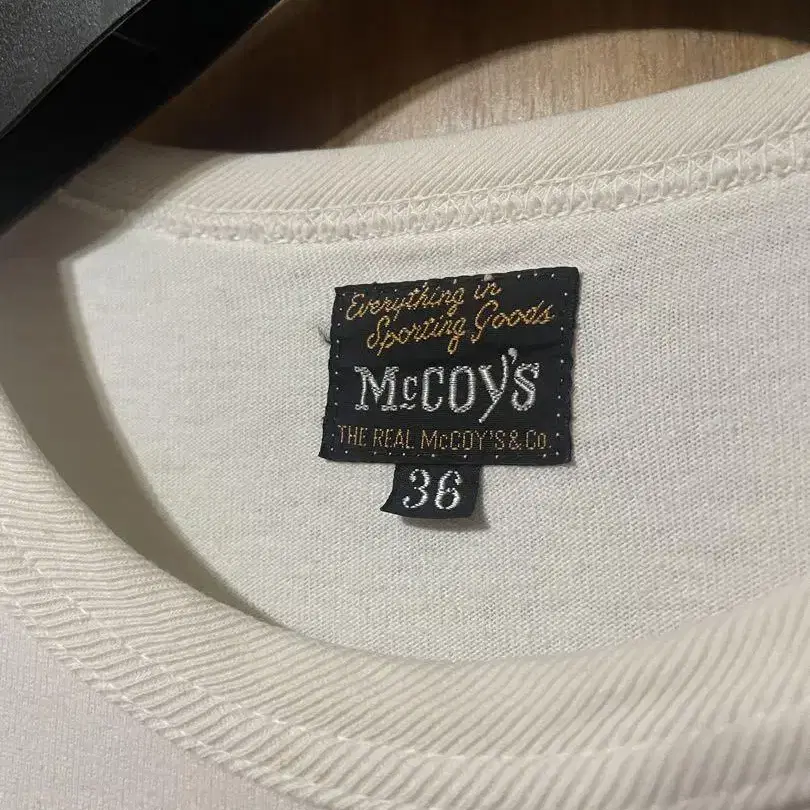 Everything in
Sporting Goods
McCOY'S
THE REAL McCOY'S & Co.
36